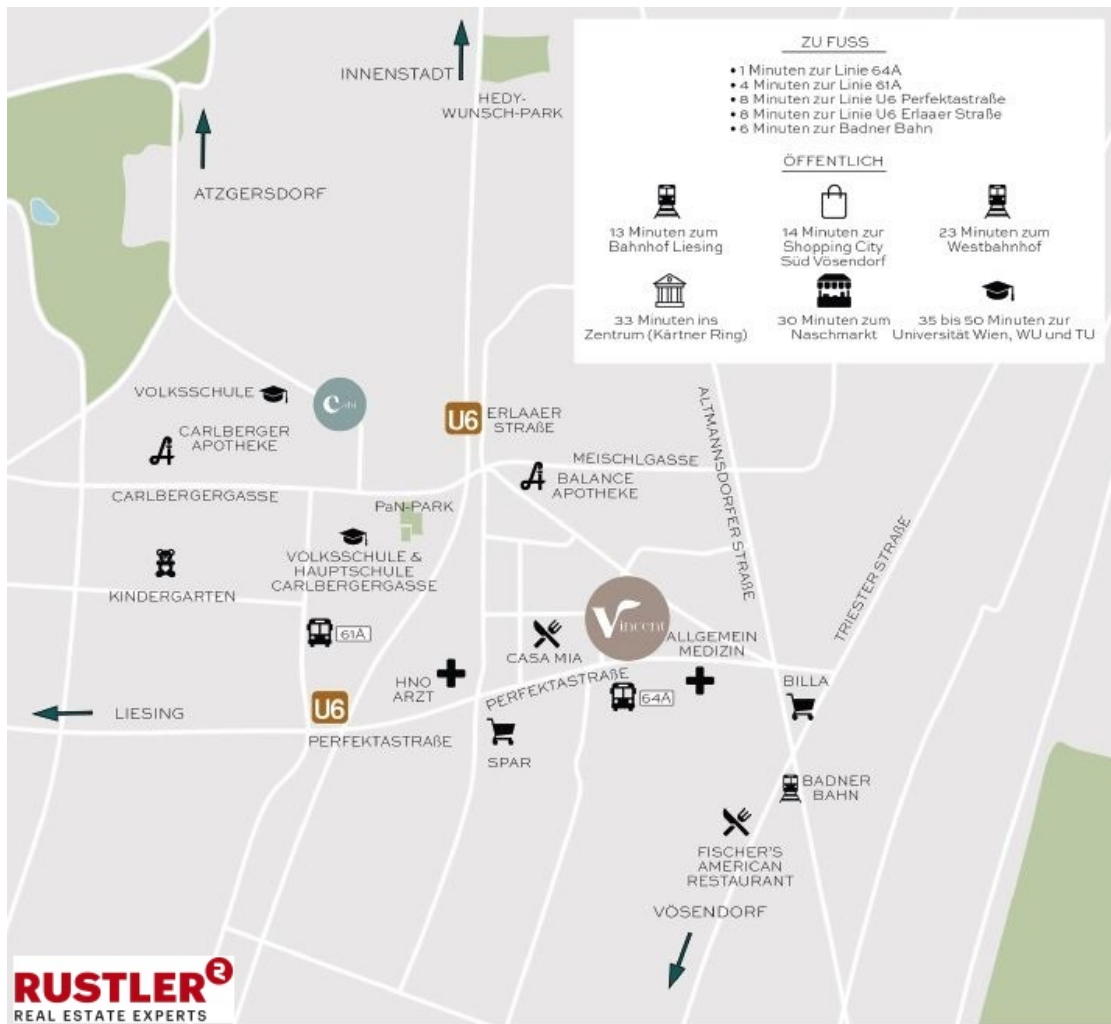 INNENSTADT
HEDY-
WUNSCH-PARK
ATZGERSDORF
ZU FUSS
• 1 Minuten zur Linie 64A
• 4 Minuten zur Linie 61A
• 8 Minuten zur Linie U6 Perfektastraße
• 8 Minuten zur Linie U6 Erlaaer Straße
• 6 Minuten zur Badner Bahn
ÖFFENTLICH
13 Minuten zum
Bahnhof Liesing
14 Minuten zur
Shopping City
Süd Vösendorf
23 Minuten zum
Westbahnhof
33 Minuten ins
Zentrum (Kärtner Ring)
30 Minuten zum
Naschmarkt
35 bis 50 Minuten zur
Universität Wien, WU und TU
VOLKSSCHULE
CARLBERGER
APOTHEKE
U6
ERLAAER
STRAßE
MEISCHLGASSE
BALANCE
APOTHEKE
ALTMANNSDORFER STRAßE
TRIESTER STRAßE
CARLBERGERGASSE
PaN-PARK
VOLKSSCHULE &
HAUPTSCHULE
CARLBERGERGASSE
KINDERGARTEN
61A
Vincent
CASA MIA
ALLGEMEIN
MEDIZIN
HNO
ARZT
PERFEKTASTRAßE
64A
BILLA
LIESING
U6
PERFEKTASTRAßE
SPAR
BADNER
BAHN
FISCHER'S
AMERICAN
RESTAURANT
VÖSENDORF
RUSTLER
REAL ESTATE EXPERTS